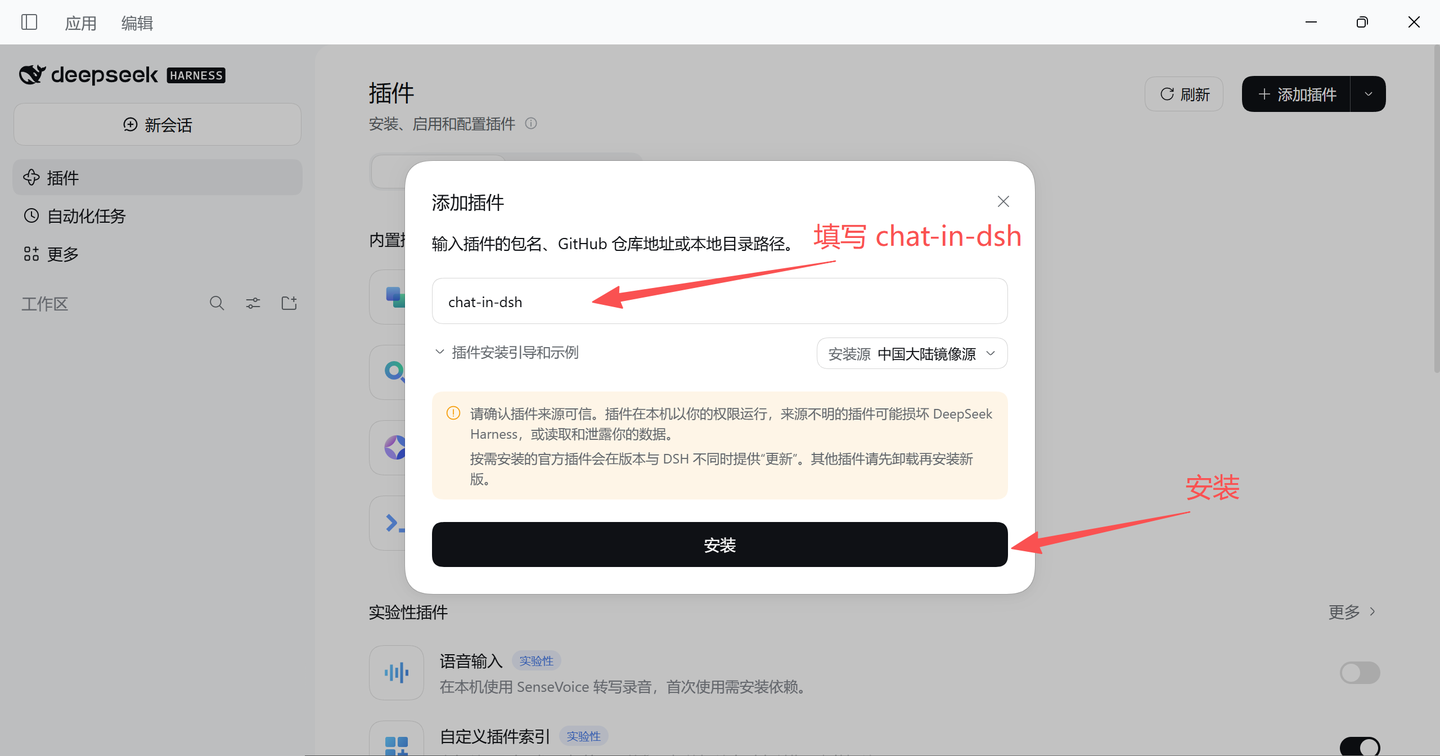 应用 编辑
deepseek HARNESS
新会话
插件
自动化任务
更多
工作区
插件
安装、启用和配置插件
刷新
添加插件
内置
添加插件
输入插件的包名、GitHub 仓库地址或本地目录路径。
填写 chat-in-dsh
chat-in-dsh
插件安装引导和示例
安装源 中国大陆镜像源
请确认插件来源可信。插件在本机以你的权限运行，来源不明的插件可能损坏 DeepSeek
Harness，或读取和泄露你的数据。
按需安装的官方插件会在版本与 DSH 不同时提供“更新”。其他插件请先卸载再安装新
版。
安装
安装
实验性插件
更多
语音输入 实验性
在本机使用 SenseVoice 转写录音，首次使用需安装依赖。
自定义插件索引 实验性